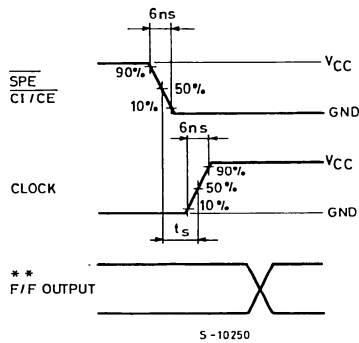 6ns
90%
VCC
SPE
CI/CE
50%
10%
GND
6ns
VCC
90%
CLOCK
50%
10%
GND
ts
**
F/F OUTPUT
S-10250